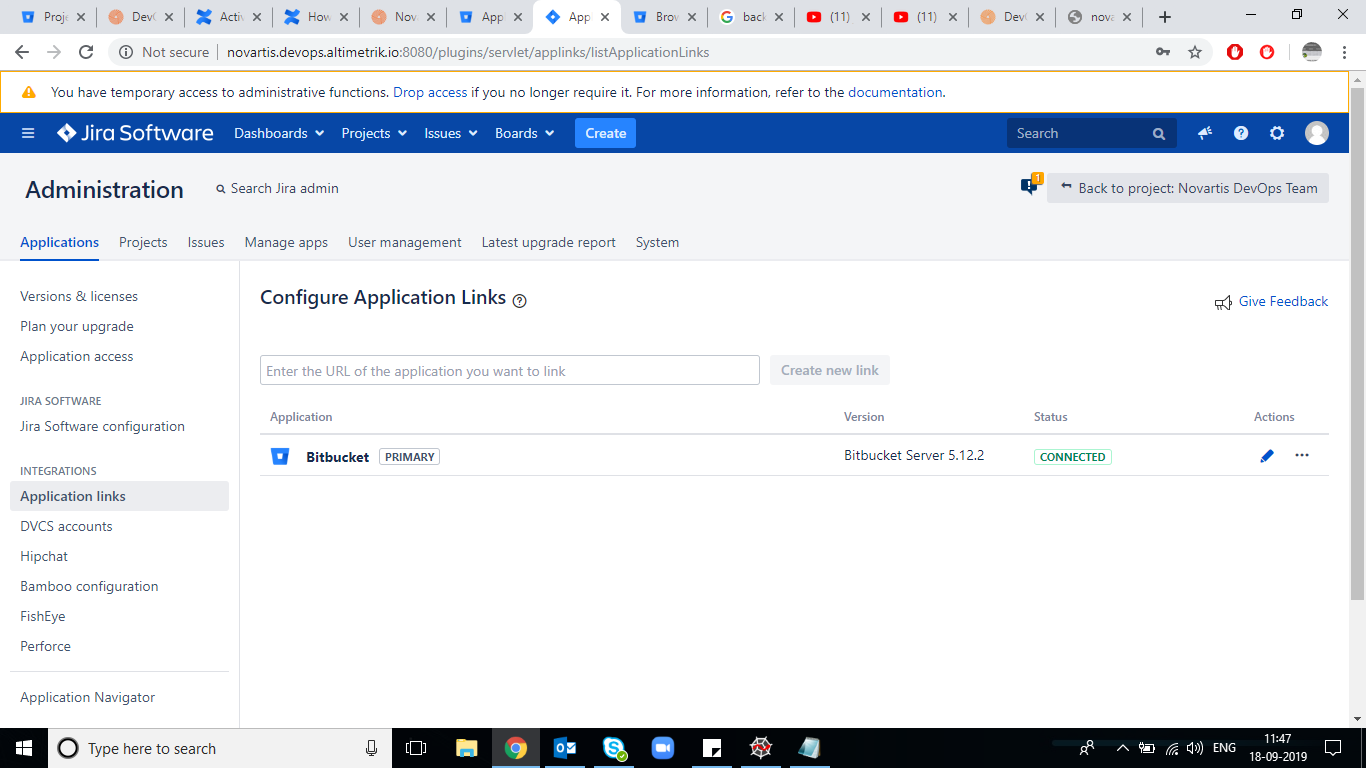 Proje
DevO
Activ
How
Nova
Appl
App
Brow
back
(11)
(11)
DevO
nova
Not secure | novartis.devops.altimetrik.io:8080/plugins/servlet/applinks/listApplicationLinks
You have temporary access to administrative functions. Drop access if you no longer require it. For more information, refer to the documentation.
Jira Software Dashboards Projects Issues Boards Create Search
Administration Search Jira admin 1 Back to project: Novartis DevOps Team
Applications Projects Issues Manage apps User management Latest upgrade report System
Versions & licenses
Plan your upgrade
Application access
JIRA SOFTWARE
Jira Software configuration
INTEGRATIONS
Application links
DVCS accounts
Hipchat
Bamboo configuration
FishEye
Perforce
Application Navigator
Configure Application Links
Give Feedback
Enter the URL of the application you want to link Create new link
Application Version Status Actions
Bitbucket PRIMARY Bitbucket Server 5.12.2 CONNECTED
Type here to search
ENG
11:47
18-09-2019